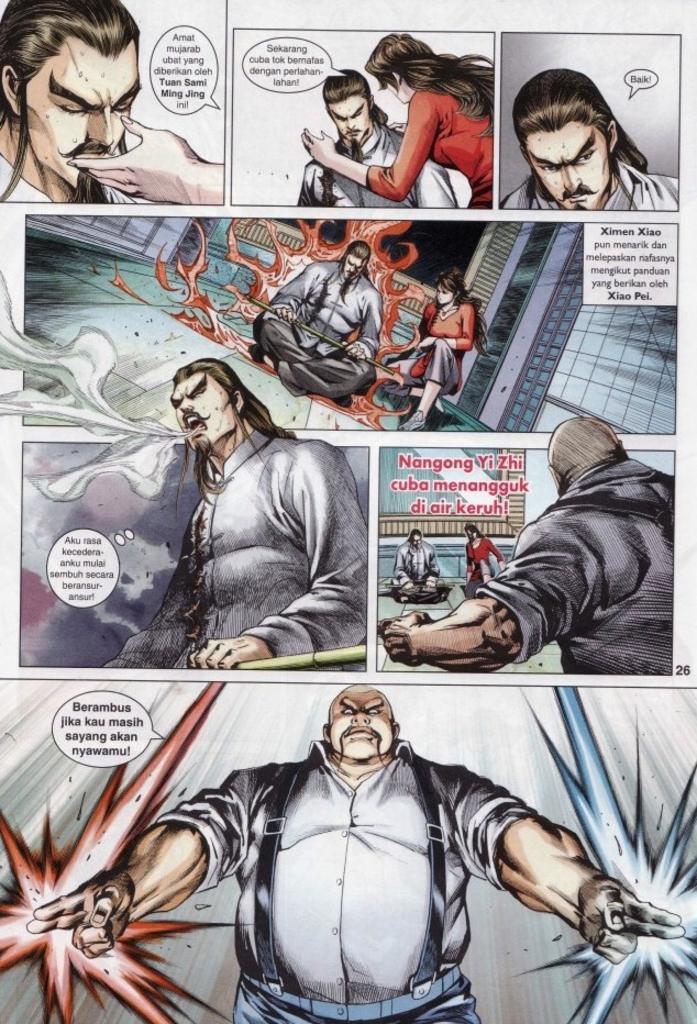 Amat
mujarab
ubat yang
diberikan oleh
Tuan Sami
Ming Jing
ini!
Sekarang
cuba tok bernafas
dengan perlahan-
lahan!
Baik!
Ximen Xiao
pun menarik dan
melepaskan nafasnya
mengikut panduan
yang berikan oleh
Xiao Pei.
Aku rasa
kecedera-
anku mulai
sembuh secara
beransur-
ansur!
Nangong Yi Zhi
cuba menangguk
di air keruh!
26
Berambus
jika kau masih
sayang akan
nyawamu!